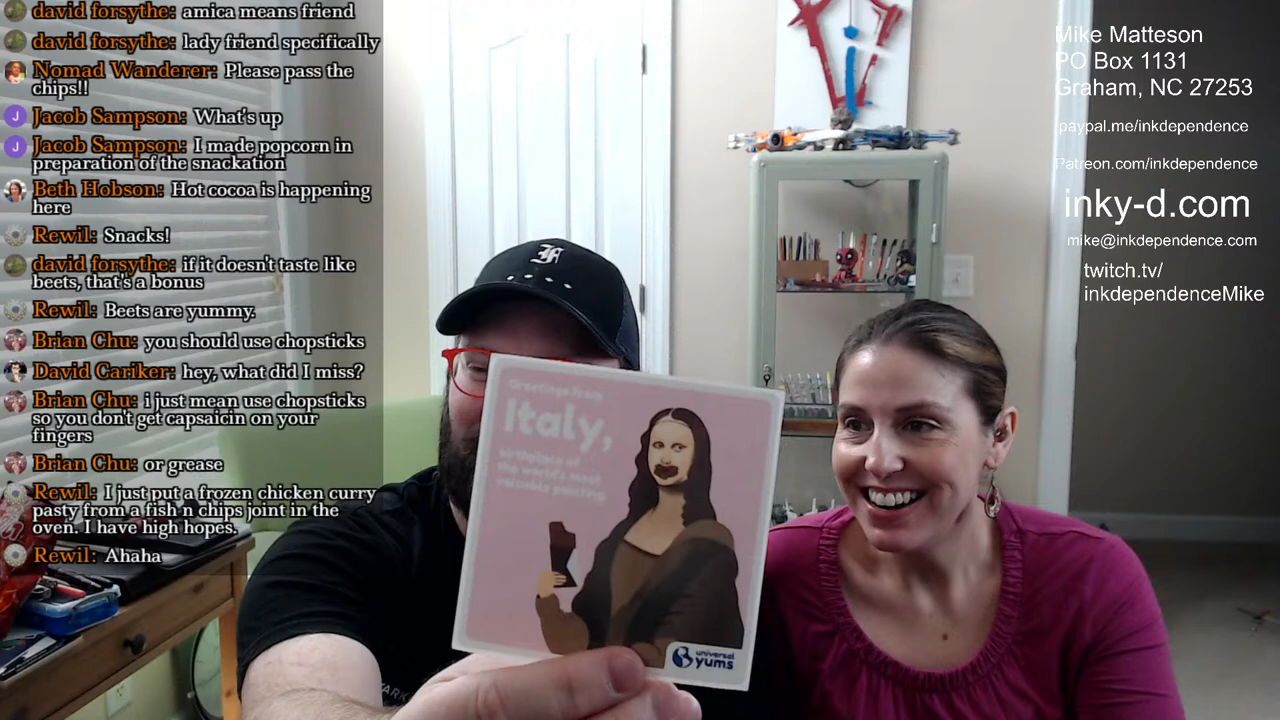 david forsythe: amica means friend
david forsythe: lady friend specifically
Nomad Wanderer: Please pass the
chips!!
J
Jacob Sampson: What's up
J
Jacob Sampson: I made popcorn in
preparation of the snackation
Beth Hobson: Hot cocoa is happening
here
Rewil: Snacks!
david forsythe: if it doesn't taste like
beets, that's a bonus
Rewil: Beets are yummy.
Brian Chu: you should use chopsticks
David Cariker: hey, what did I miss?
Brian Chu: i just mean use chopsticks
so you don't get capsaicin on your
fingers
Brian Chu: or grease
Rewil: I just put a frozen chicken curry
pasty from a fish n chips joint in the
oven. I have high hopes.
Rewil: Ahaha
Greetings from
Italy,
birthplace of
the world's most
valuable painting.
universal
yums
Mike Matteson
PO Box 1131
Graham, NC 27253
paypal.me/inkdependence
Patreon.com/inkdependence
inky-d.com
mike@inkdependence.com
twitch.tv/
inkdependenceMike